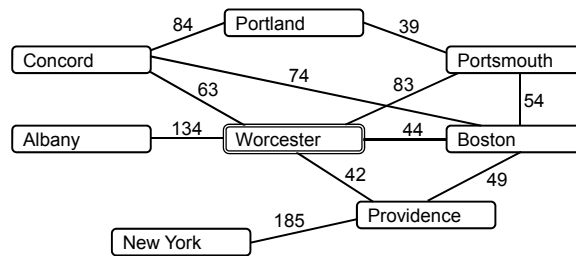 84
Portland
39
Concord
Portsmouth
63
74
83
54
Albany
134
Worcester
44
Boston
42
49
Providence
185
New York